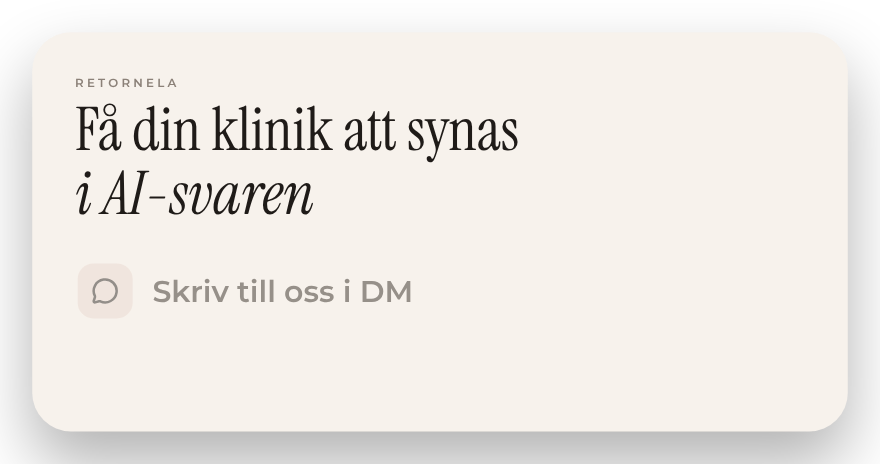 RETORNELA
Få din klinik att synas
i AI-svaren
Skriv till oss i DM